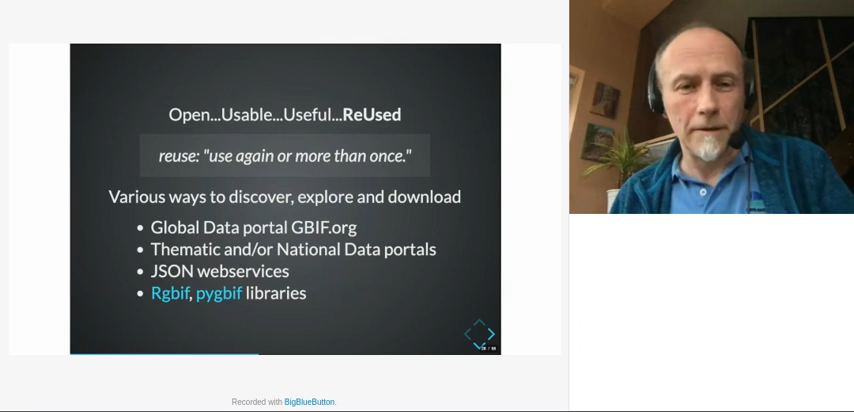 Open...Usable...Useful...ReUsed
reuse: "use again or more than once."
Various ways to discover, explore and download
• Global Data portal GBIF.org
• Thematic and/or National Data portals
• JSON webservices
• Rgbif, pygbif libraries
Recorded with BigBlueButton.